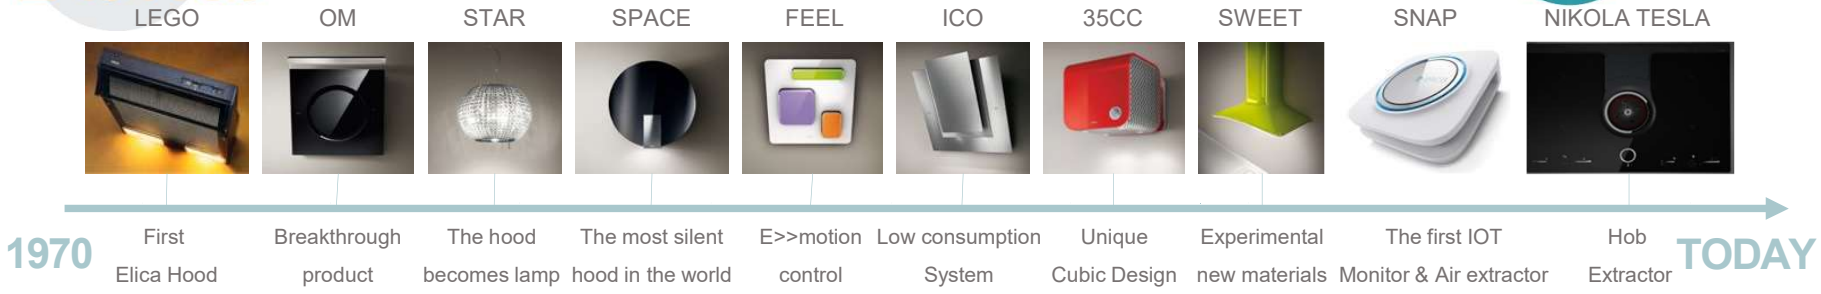 LEGO
OM
STAR
SPACE
FEEL
ICO
35CC
SWEET
SNAP
NIKOLA TESLA
1970
First
Elica Hood
Breakthrough
product
The hood
becomes lamp
The most silent
hood in the world
E>>motion
control
Low consumption
System
Unique
Cubic Design
Experimental
new materials
The first IOT
Monitor & Air extractor
Hob
Extractor
TODAY